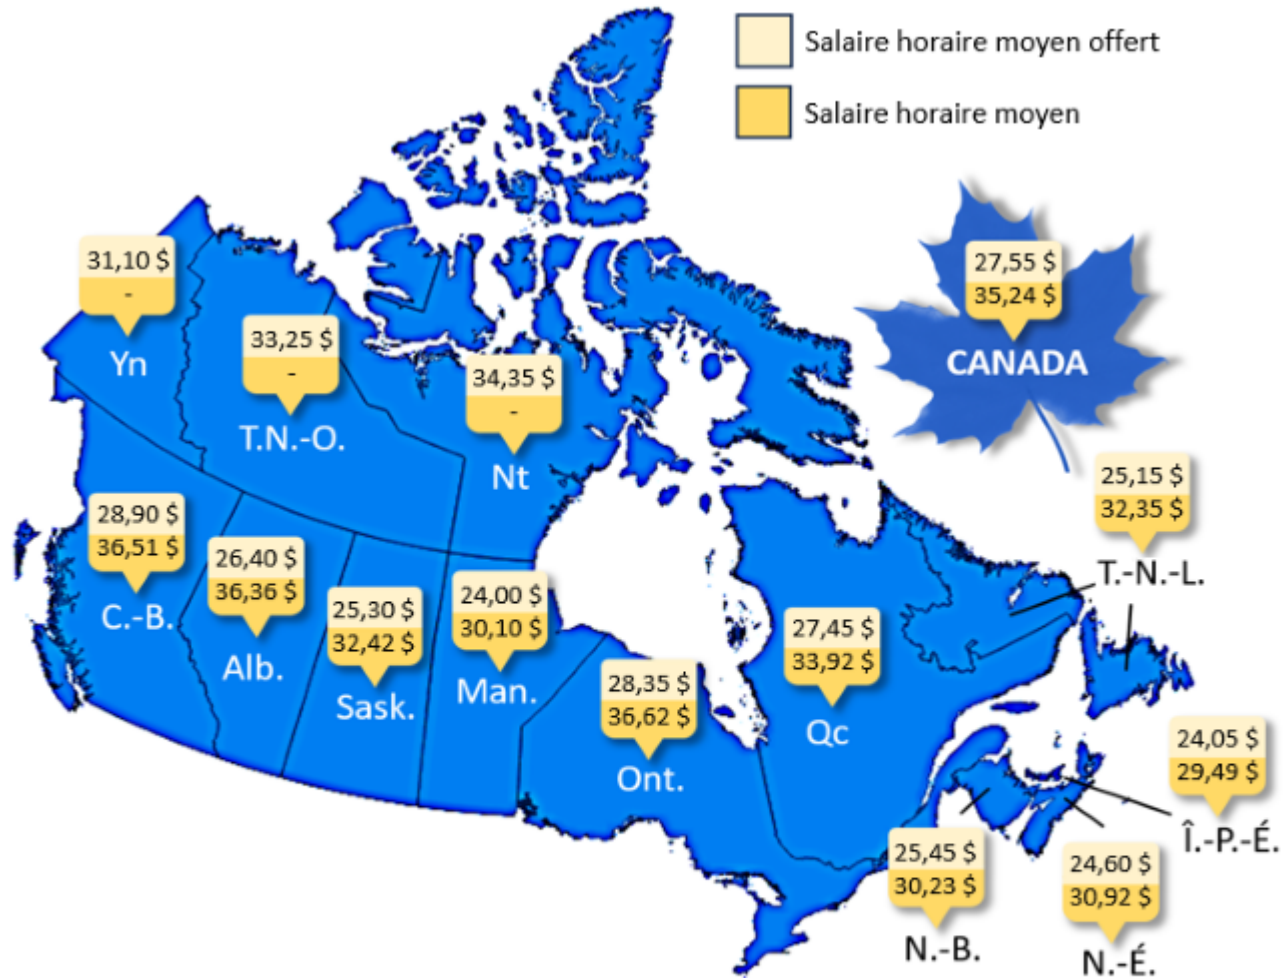 Salaire horaire moyen offert
Salaire horaire moyen
31,10 $
-
Yn
33,25 $
-
T.N.-O.
34,35 $
-
Nt
27,55 $
35,24 $
CANADA
28,90 $
36,51 $
C.-B.
26,40 $
36,36 $
Alb.
25,30 $
32,42 $
Sask.
24,00 $
30,10 $
Man.
28,35 $
36,62 $
Ont.
27,45 $
33,92 $
Qc
25,15 $
32,35 $
T.-N.-L.
24,05 $
29,49 $
Î.-P.-É.
25,45 $
30,23 $
N.-B.
24,60 $
30,92 $
N.-É.